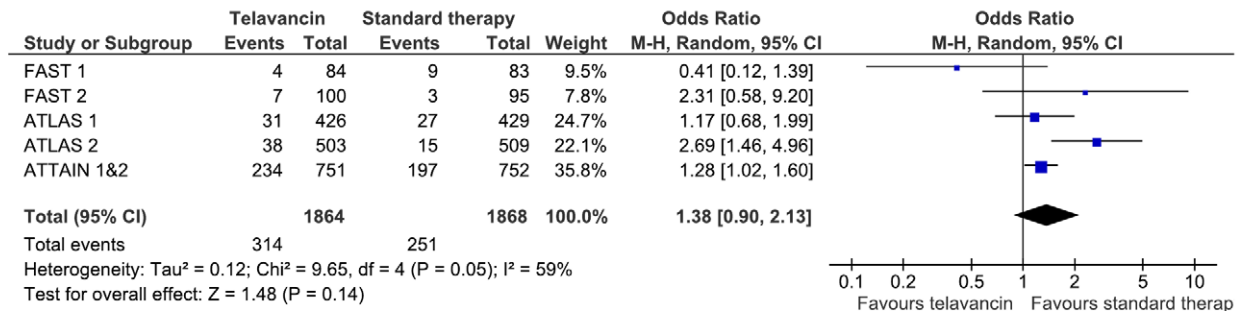 Telavancin Standard therapy Odds Ratio Odds Ratio
Study or Subgroup Events Total Events Total Weight M-H, Random, 95% CI M-H, Random, 95% CI
FAST 1 4 84 9 83 9.5% 0.41 [0.12, 1.39]
FAST 2 7 100 3 95 7.8% 2.31 [0.58, 9.20]
ATLAS 1 31 426 27 429 24.7% 1.17 [0.68, 1.99]
ATLAS 2 38 503 15 509 22.1% 2.69 [1.46, 4.96]
ATTAIN 1&2 234 751 197 752 35.8% 1.28 [1.02, 1.60]
Total (95% CI) 1864 1868 100.0% 1.38 [0.90, 2.13]
Total events 314 251
Heterogeneity: Tau² = 0.12; Chi² = 9.65, df = 4 (P = 0.05); I² = 59%
Test for overall effect: Z = 1.48 (P = 0.14)
0.1 0.2 0.5 1 2 5 10
Favours telavancin Favours standard therap